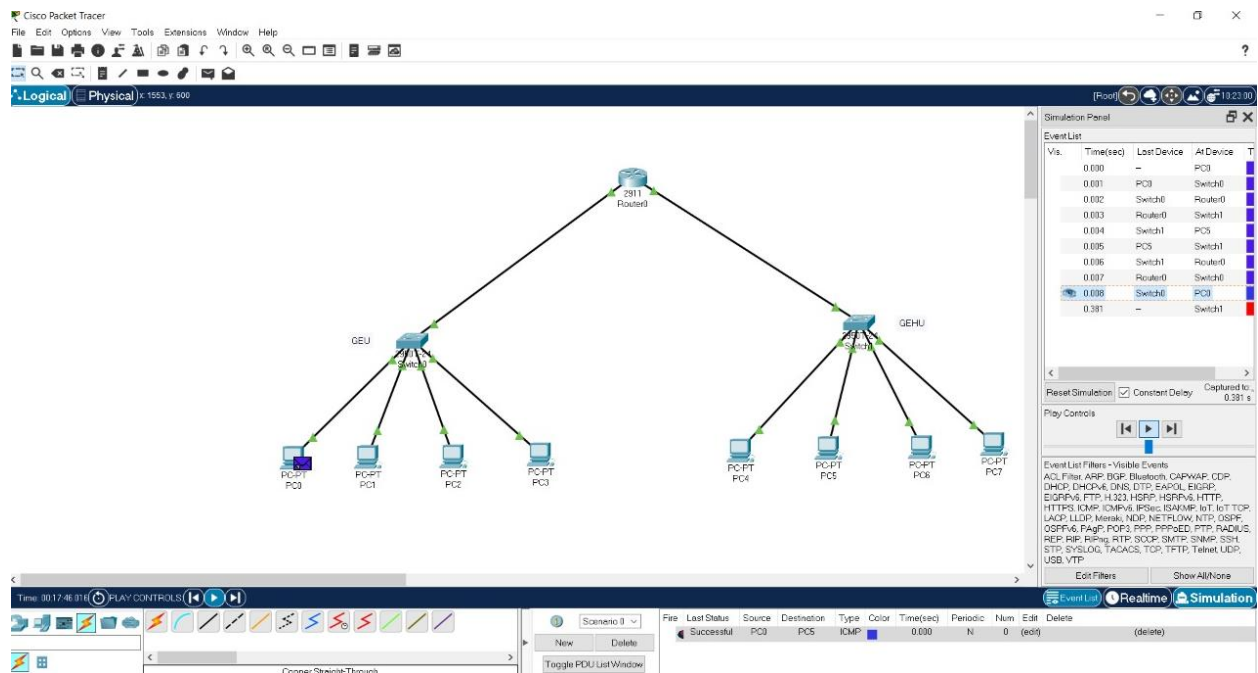 Cisco Packet Tracer
File Edit Options View Tools Extensions Window Help
?
Logical Physical x: 1553, y: 600
[Root] 10:23:00
2911
Router0
GEU
Switch0
GEHU
PC-PT
PC0
PC-PT
PC1
PC-PT
PC2
PC-PT
PC3
PC-PT
PC4
PC-PT
PC5
PC-PT
PC6
PC-PT
PC7
Simulation Panel
Event List
Vis. Time(sec) Last Device At Device T
0.000 -- PC0
0.001 PC0 Switch0
0.002 Switch0 Router0
0.003 Router0 Switch1
0.004 Switch1 PC5
0.005 PC5 Switch1
0.006 Switch1 Router0
0.007 Router0 Switch0
0.008 Switch0 PC0
0.381 -- Switch1
Reset Simulation Constant Delay Captured to:
0.381 s
Play Controls
Event List Filters - Visible Events
ACL Filter, ARP, BGP, Bluetooth, CAPWAP, CDP,
DHCP, DHCPv6, DNS, DTP, EAPOL, EIGRP,
EIGRPv6, FTP, H.323, HSRP, HSRPv6, HTTP,
HTTPS, ICMP, ICMPv6, IPSec, ISAKMP, IoT, IoT TCP,
LACP, LLDP, Meraki, NDP, NETFLOW, NTP, OSPF,
OSPFv6, PAgP, POP3, PPP, PPPoED, PTP, RADIUS,
REP, RIP, RIPng, RTP, SCCP, SMTP, SNMP, SSH,
STP, SYSLOG, TACACS, TCP, TFTP, Telnet, UDP,
USB, VTP
Edit Filters Show All/None
Time: 00:17:46.016 PLAY CONTROLS:
Event List Realtime Simulation
Scenario 0
New Delete
Toggle PDU List Window
Fire Last Status Source Destination Type Color Time(sec) Periodic Num Edit Delete
Successful PC0 PC5 ICMP 0.000 N 0 (edit) (delete)
Copper Straight-Through